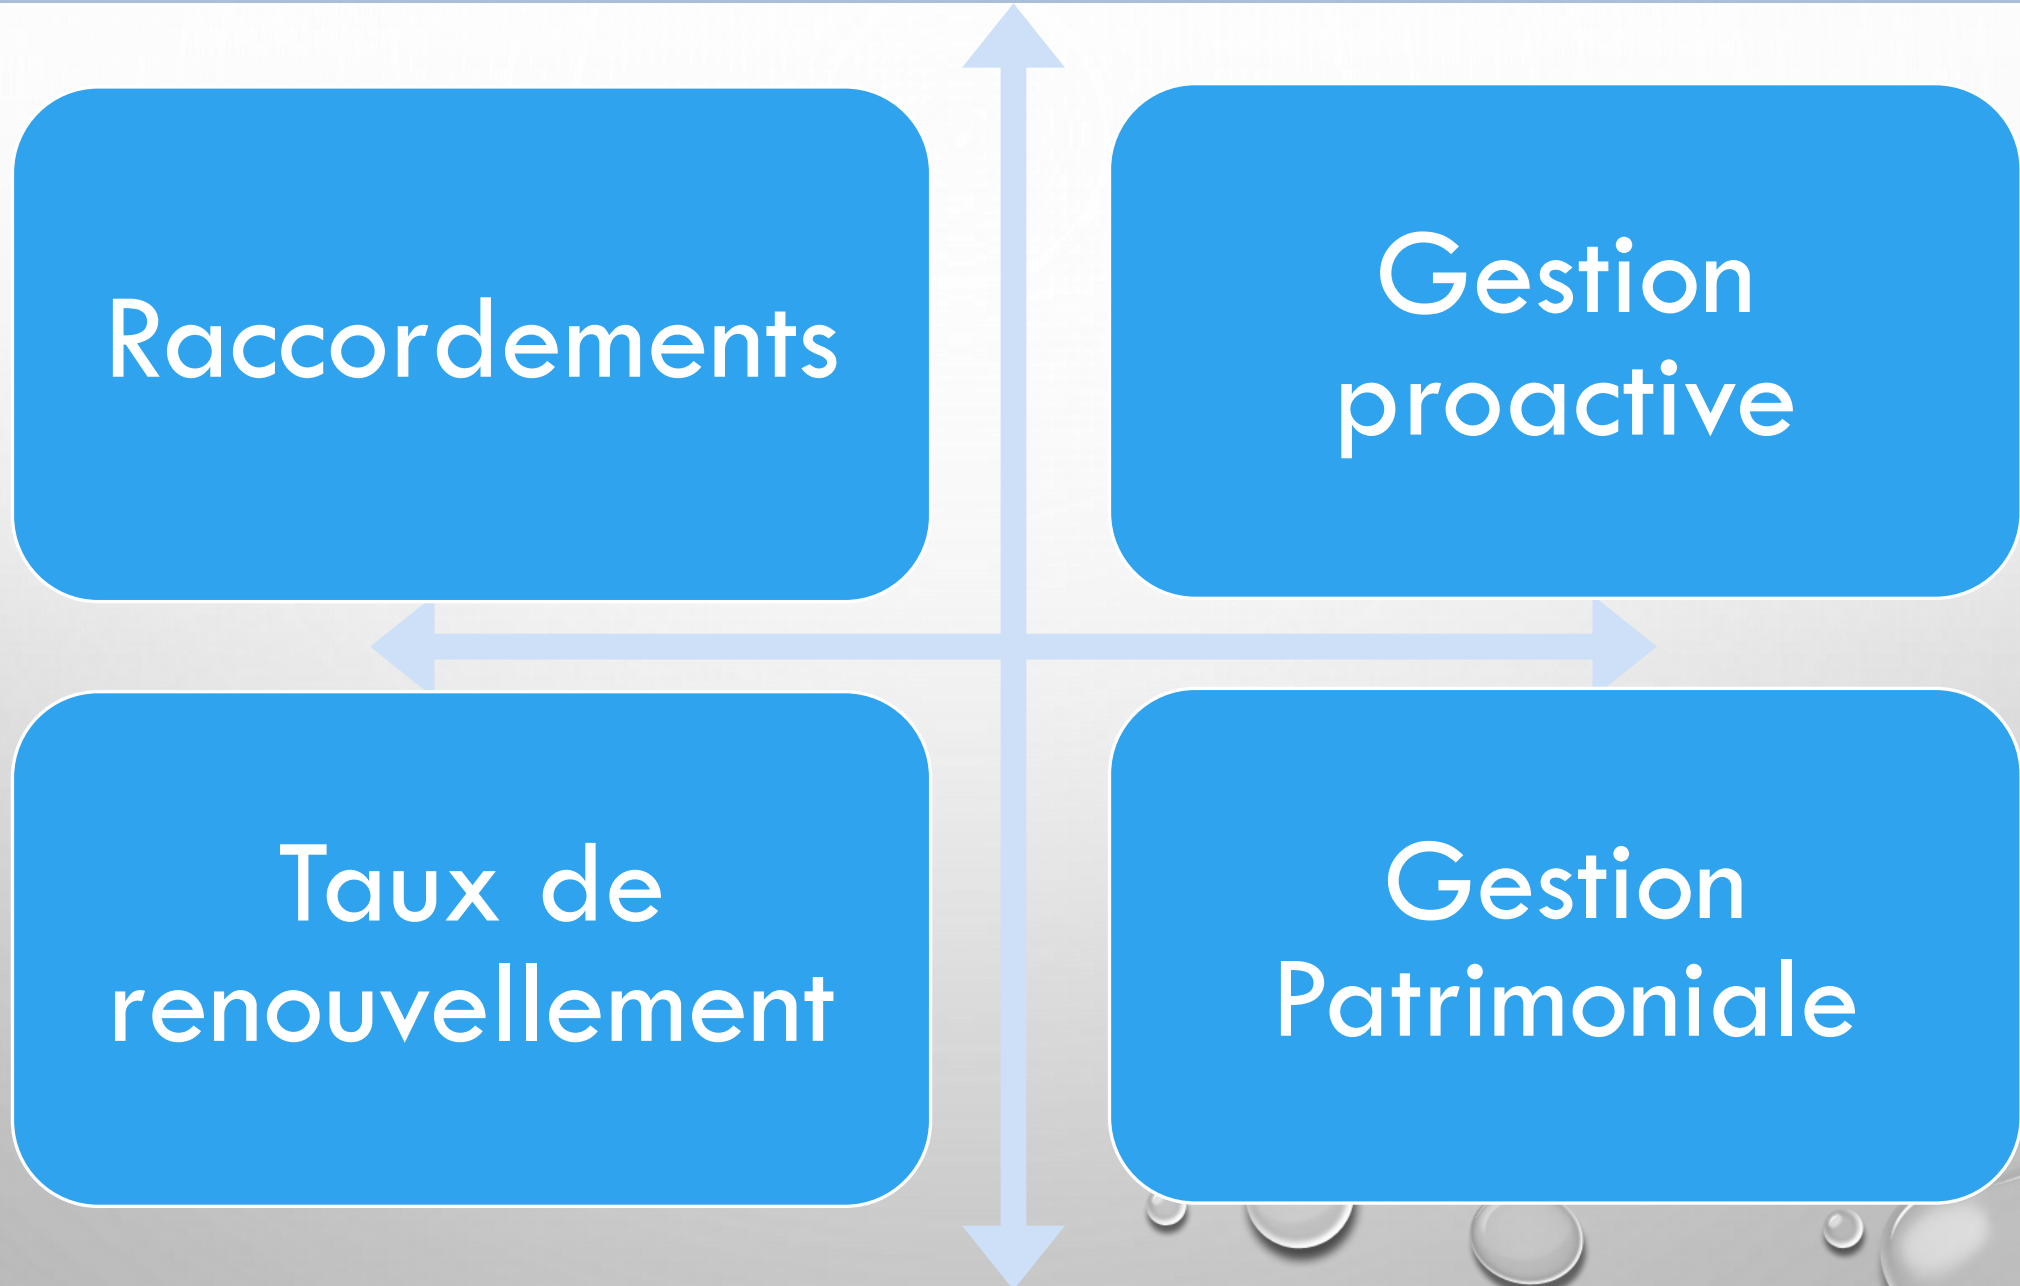 Raccordements
Gestion
proactive
Taux de
renouvellement
Gestion
Patrimoniale